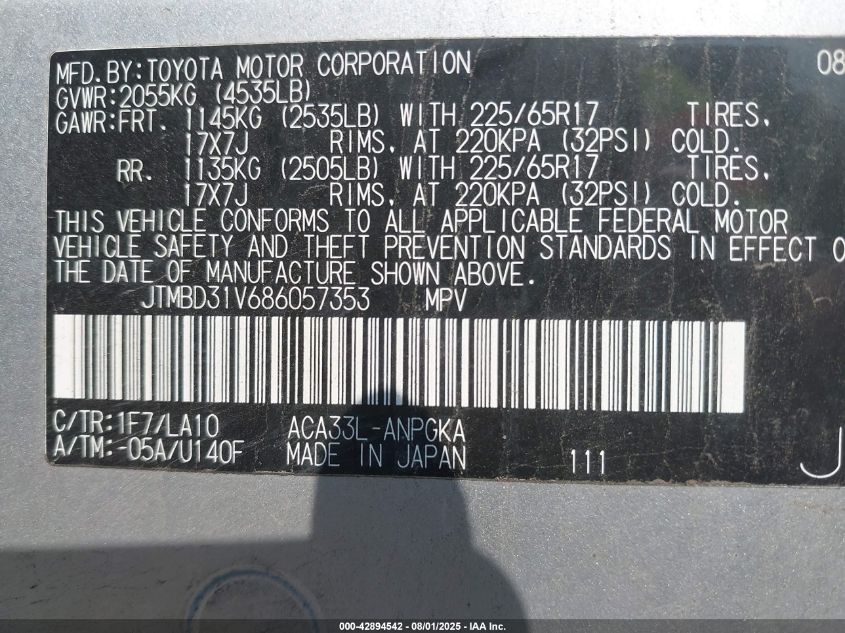 MFD. BY: TOYOTA MOTOR CORPORATION 08
GVWR: 2055KG (4535LB)
GAWR: FRT. 1145KG (2535LB) WITH 225/65R17 TIRES,
17X7J RIMS, AT 220KPA (32PSI) COLD.
RR. 1135KG (2505LB) WITH 225/65R17 TIRES,
17X7J RIMS, AT 220KPA (32PSI) COLD.
THIS VEHICLE CONFORMS TO ALL APPLICABLE FEDERAL MOTOR
VEHICLE SAFETY AND THEFT PREVENTION STANDARDS IN EFFECT O
THE DATE OF MANUFACTURE SHOWN ABOVE.
JTMBD31V686057353 MPV
C/TR: 1F7/LA10 ACA33L-ANPGKA
A/TM: -05A/U140F MADE IN JAPAN 111 J
000-42894542 - 08/01/2025 - IAA Inc.